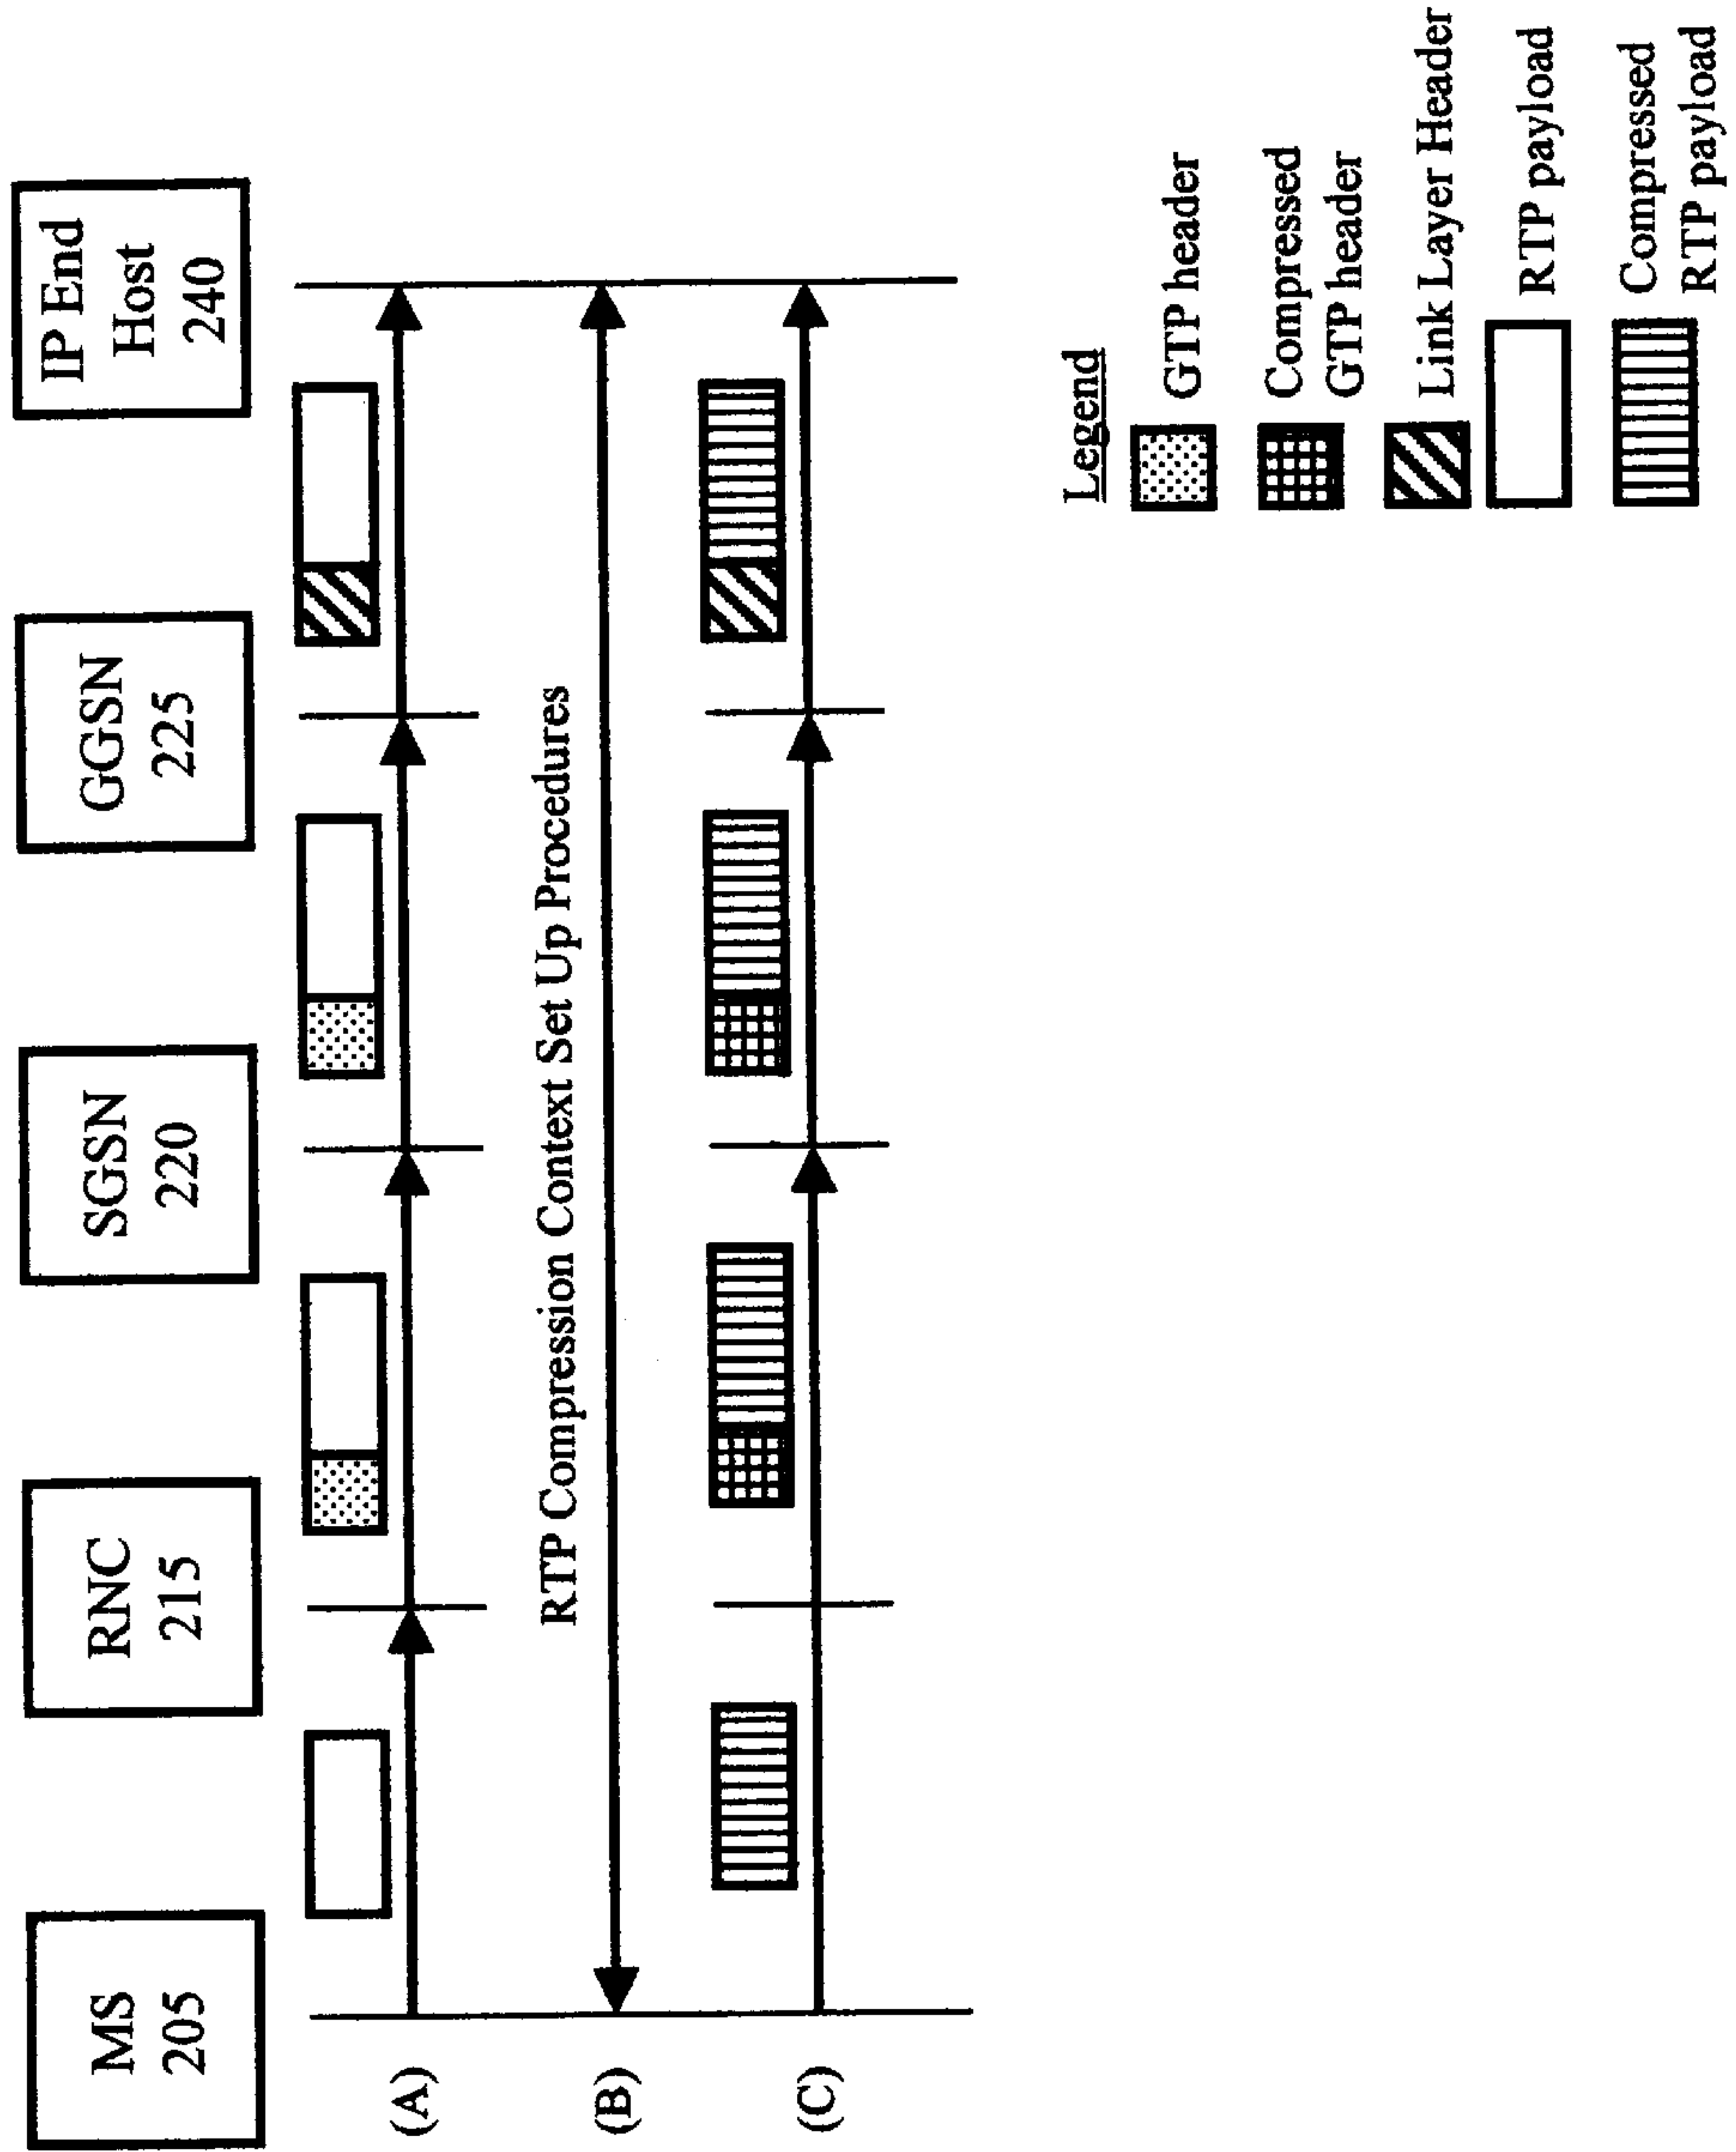 MS
205
RNC
215
SGSN
220
GGSN
225
IP End
Host
240
(A)
RTP Compression Context Set Up Procedures
(B)
(C)
Legend
GTP header
Compressed
GTP header
Link Layer Header
RTP payload
Compressed
RTP payload